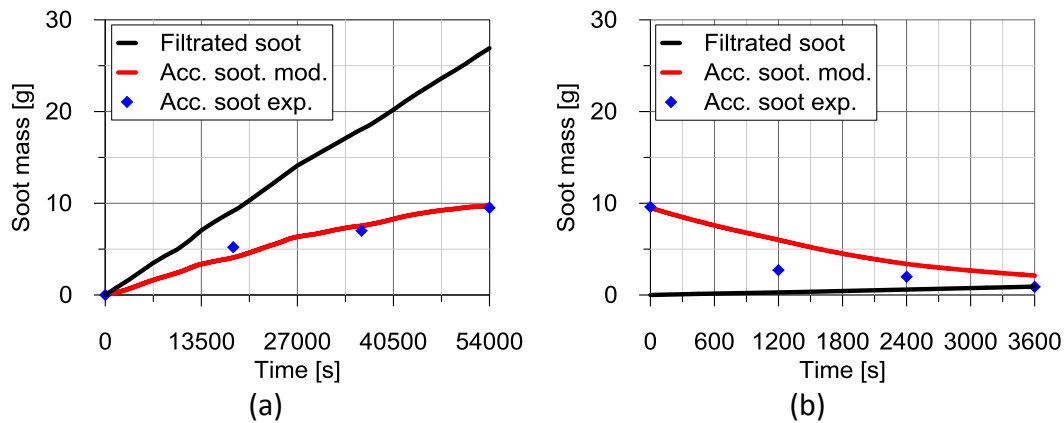 30
20
10
0
Soot mass [g]
Filtrated soot
Acc. soot. mod.
Acc. soot exp.
0 13500 27000 40500 54000
Time [s]
(a)
30
20
10
0
Soot mass [g]
Filtrated soot
Acc. soot. mod.
Acc. soot exp.
0 600 1200 1800 2400 3000 3600
Time [s]
(b)